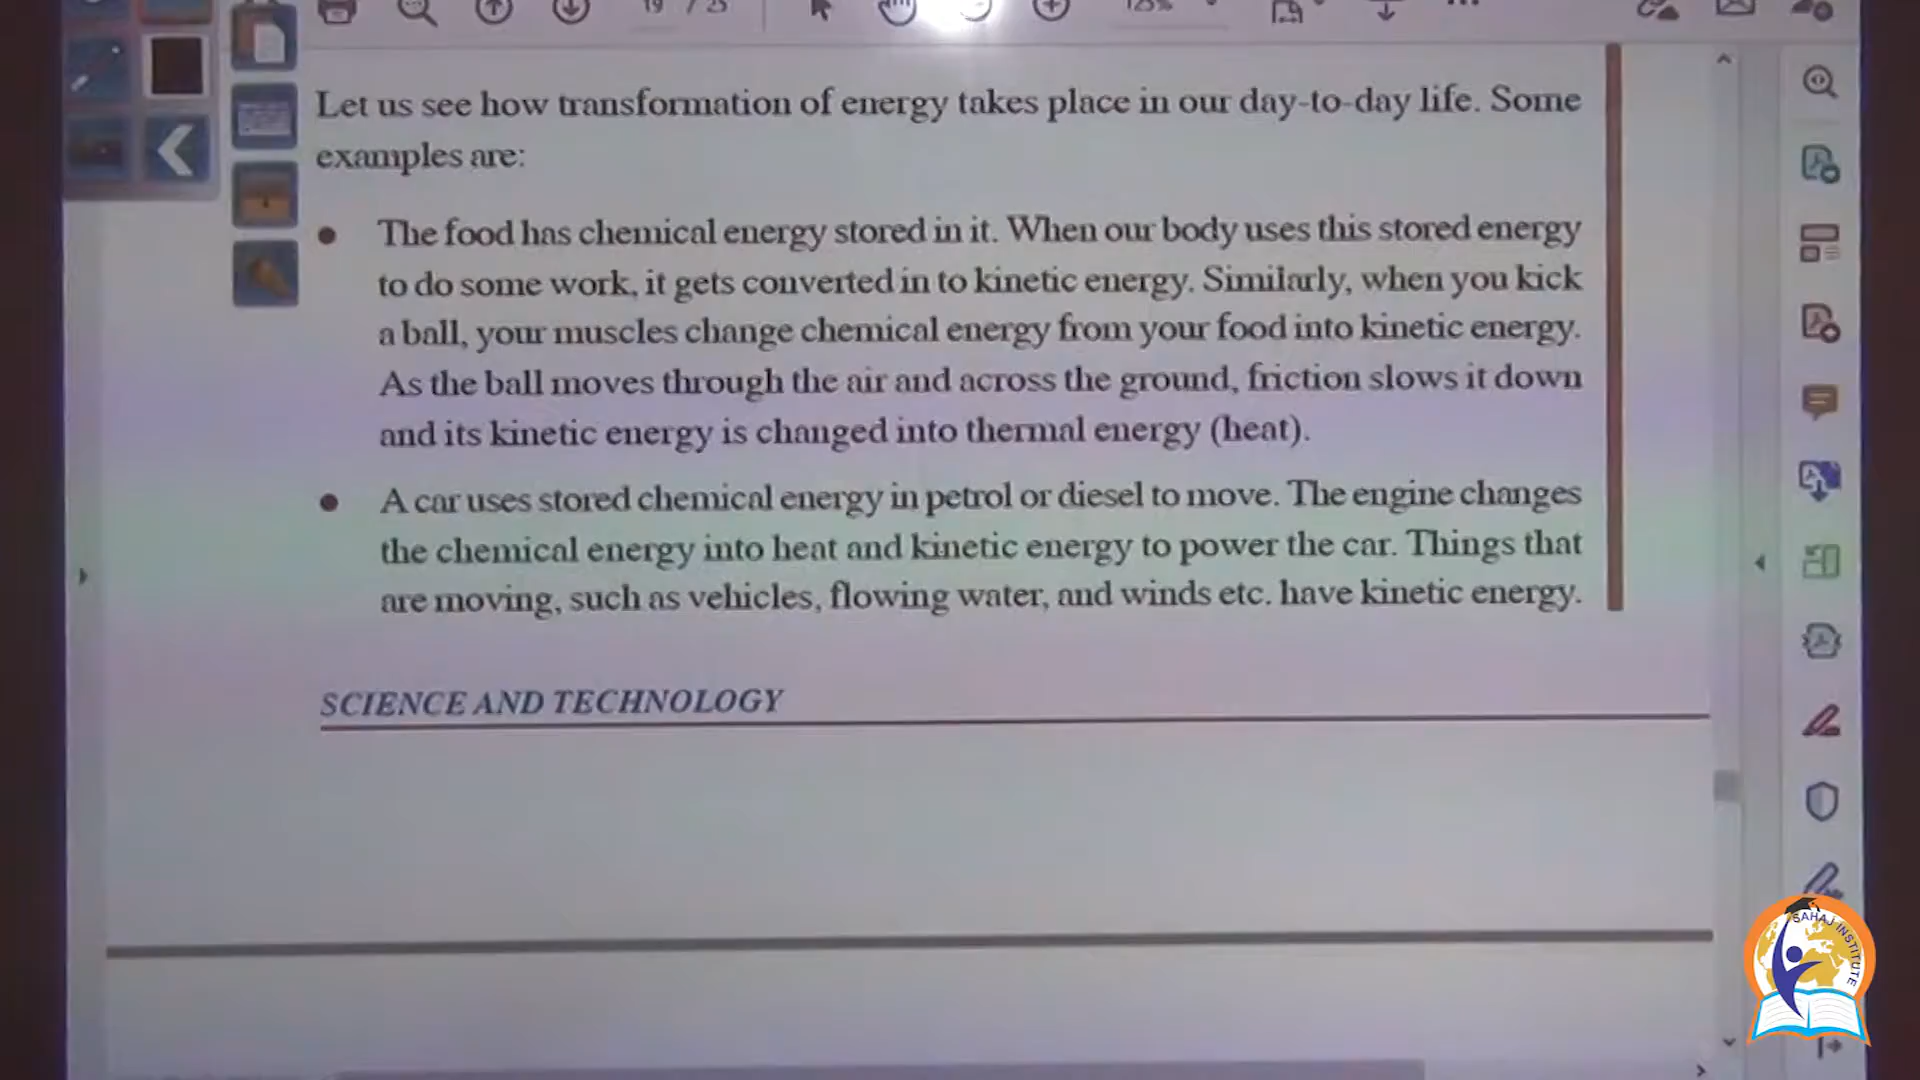 19 / 25
125%
Let us see how transformation of energy takes place in our day-to-day life. Some
examples are:
● The food has chemical energy stored in it. When our body uses this stored energy
to do some work, it gets converted in to kinetic energy. Similarly, when you kick
a ball, your muscles change chemical energy from your food into kinetic energy.
As the ball moves through the air and across the ground, friction slows it down
and its kinetic energy is changed into thermal energy (heat).
● A car uses stored chemical energy in petrol or diesel to move. The engine changes
the chemical energy into heat and kinetic energy to power the car. Things that
are moving, such as vehicles, flowing water, and winds etc. have kinetic energy.
SCIENCE AND TECHNOLOGY
SAHAJ INSTITUTE